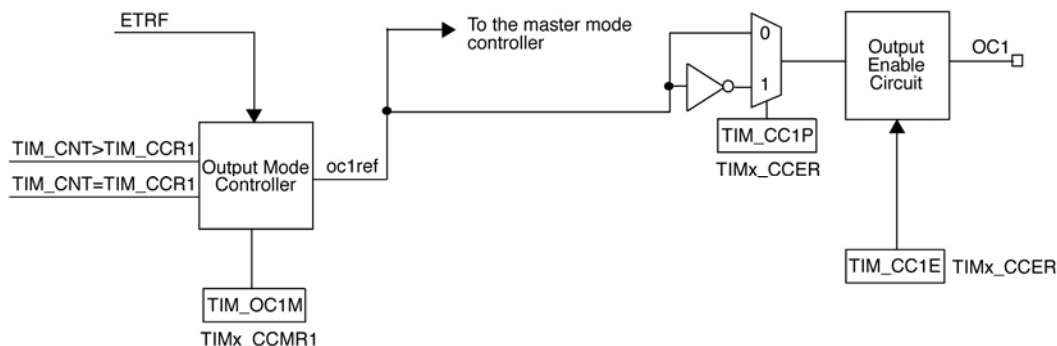 ETRF
To the master mode
controller
0
1
Output
Enable
Circuit
OC1
TIM_CNT>TIM_CCR1
TIM_CNT=TIM_CCR1
Output Mode
Controller
oc1ref
TIM_CC1P
TIMx_CCER
TIM_CC1E
TIMx_CCER
TIM_OC1M
TIMx_CCMR1